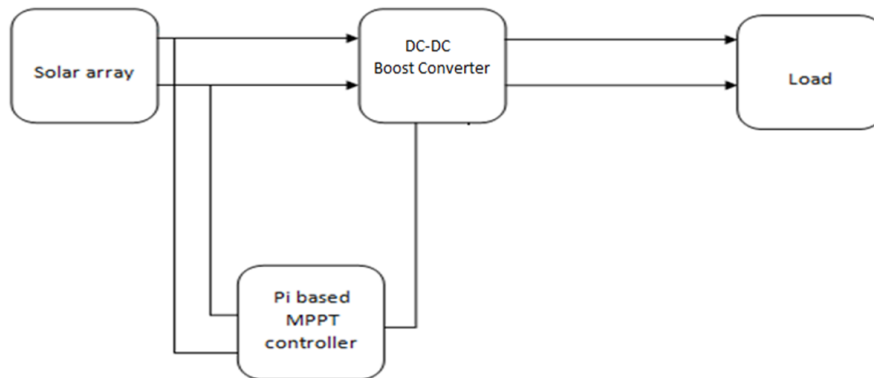 Solar array
DC-DC
Boost Converter
Load
Pi based
MPPT
controller